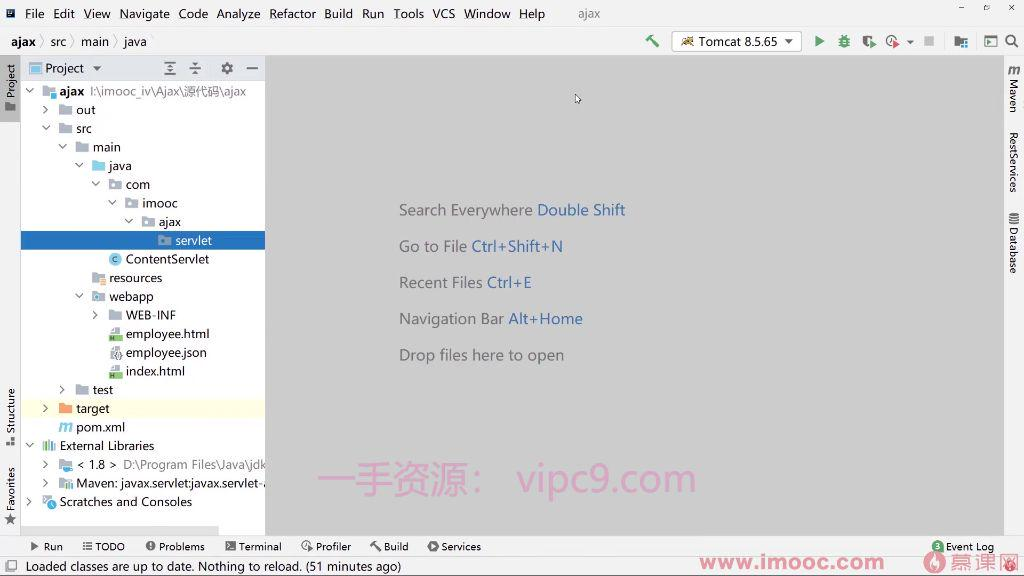 File Edit View Navigate Code Analyze Refactor Build Run Tools VCS Window Help ajax
ajax src main java Tomcat 8.5.65
Project
Project
ajax I:\imooc_iv\Ajax\源代码\ajax
out
src
main
java
com
imooc
ajax
servlet
ContentServlet
resources
webapp
WEB-INF
employee.html
employee.json
index.html
test
target
pom.xml
External Libraries
< 1.8 > D:\Program Files\Java\jdk
Maven: javax.servlet:javax.servlet-a
Scratches and Consoles
Structure
Favorites
Search Everywhere Double Shift
Go to File Ctrl+Shift+N
Recent Files Ctrl+E
Navigation Bar Alt+Home
Drop files here to open
一手资源： vipc9.com
Maven
RestServices
Database
Run TODO Problems Terminal Profiler Build Services 3 Event Log
Loaded classes are up to date. Nothing to reload. (51 minutes ago)
www.imooc.com 慕课网